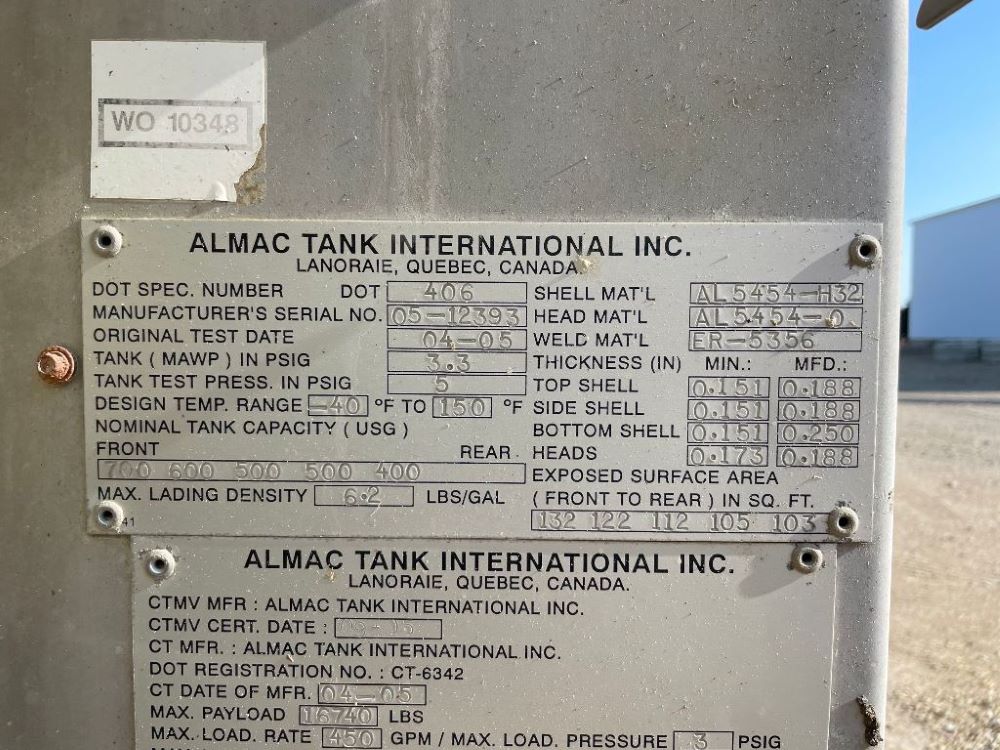 WO 10348
ALMAC TANK INTERNATIONAL INC.
LANORAIE, QUEBEC, CANADA.
DOT SPEC. NUMBER DOT 406 SHELL MAT'L AL5454-H32
MANUFACTURER'S SERIAL NO. 05-12393 HEAD MAT'L AL5454-0
ORIGINAL TEST DATE 04-05 WELD MAT'L ER-5356
TANK ( MAWP ) IN PSIG 3.3 THICKNESS (IN) MIN.: MFD.:
TANK TEST PRESS. IN PSIG 5 TOP SHELL 0.151 0.188
DESIGN TEMP. RANGE -40 °F TO 150 °F SIDE SHELL 0.151 0.188
NOMINAL TANK CAPACITY ( USG ) BOTTOM SHELL 0.151 0.250
FRONT REAR HEADS 0.173 0.188
700 600 500 500 400 EXPOSED SURFACE AREA
MAX. LADING DENSITY 6.2 LBS/GAL ( FRONT TO REAR ) IN SQ. FT.
41 132 122 112 105 103
ALMAC TANK INTERNATIONAL INC.
LANORAIE, QUEBEC, CANADA.
CTMV MFR : ALMAC TANK INTERNATIONAL INC.
CTMV CERT. DATE :
CT MFR. : ALMAC TANK INTERNATIONAL INC.
DOT REGISTRATION NO. : CT-6342
CT DATE OF MFR. 04-05
MAX. PAYLOAD 16740 LBS
MAX. LOAD. RATE 450 GPM / MAX. LOAD. PRESSURE 3 PSIG